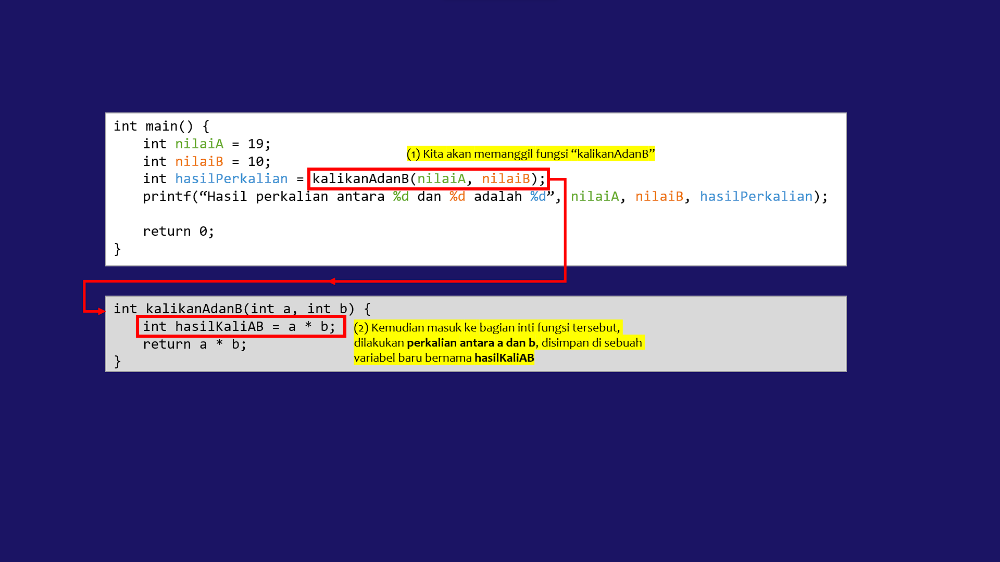 int main() {
int nilaiA = 19;
(1) Kita akan memanggil fungsi “kalikanAdanB”
int nilaiB = 10;
int hasilPerkalian = kalikanAdanB(nilaiA, nilaiB);
printf(“Hasil perkalian antara %d dan %d adalah %d”, nilaiA, nilaiB, hasilPerkalian);
return 0;
}
int kalikanAdanB(int a, int b) {
int hasilKaliAB = a * b;
return a * b;
}
(2) Kemudian masuk ke bagian inti fungsi tersebut,
dilakukan perkalian antara a dan b, disimpan di sebuah
variabel baru bernama hasilKaliAB